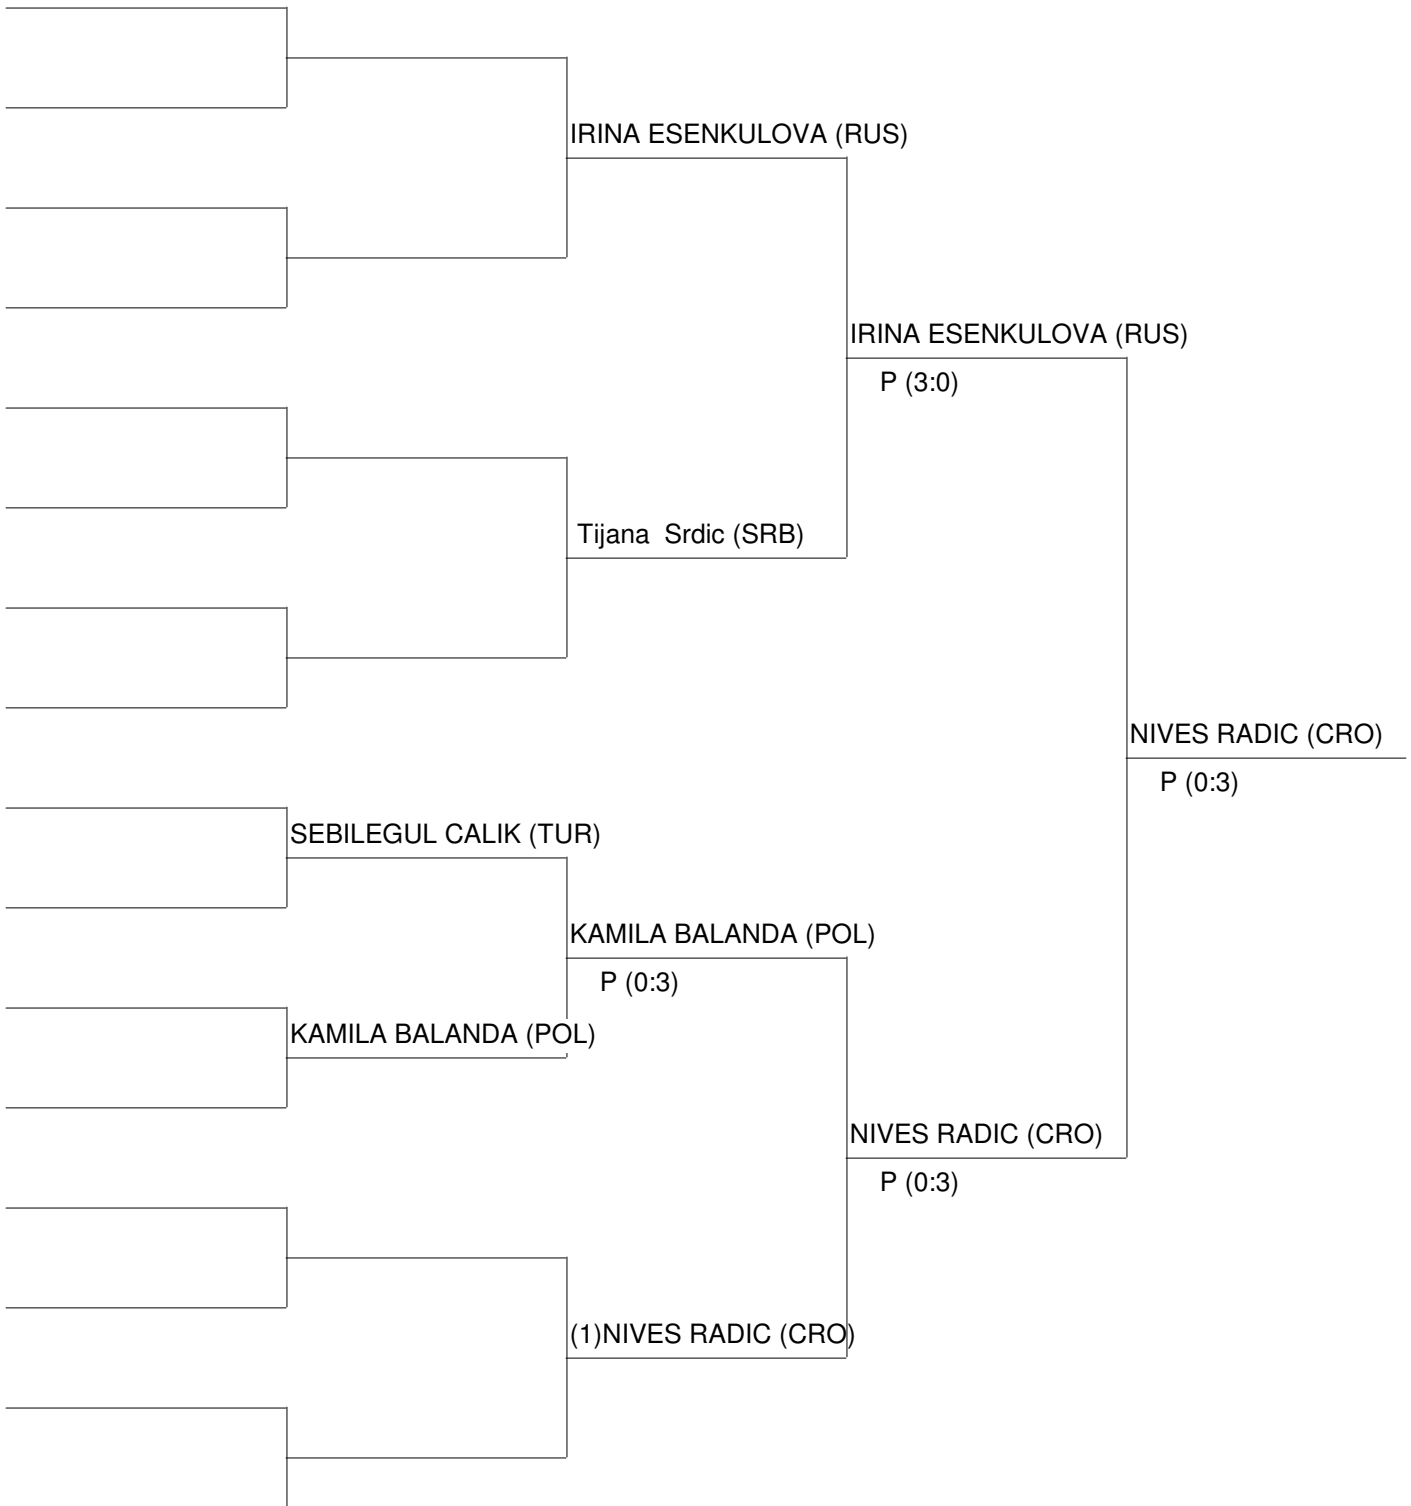 IRINA ESENKULOVA (RUS)
IRINA ESENKULOVA (RUS)
P (3:0)
Tijana  Srdic (SRB)
NIVES RADIC (CRO)
P (0:3)
SEBILEGUL CALIK (TUR)
KAMILA BALANDA (POL)
P (0:3)
KAMILA BALANDA (POL)
NIVES RADIC (CRO)
P (0:3)
(1)NIVES RADIC (CRO)